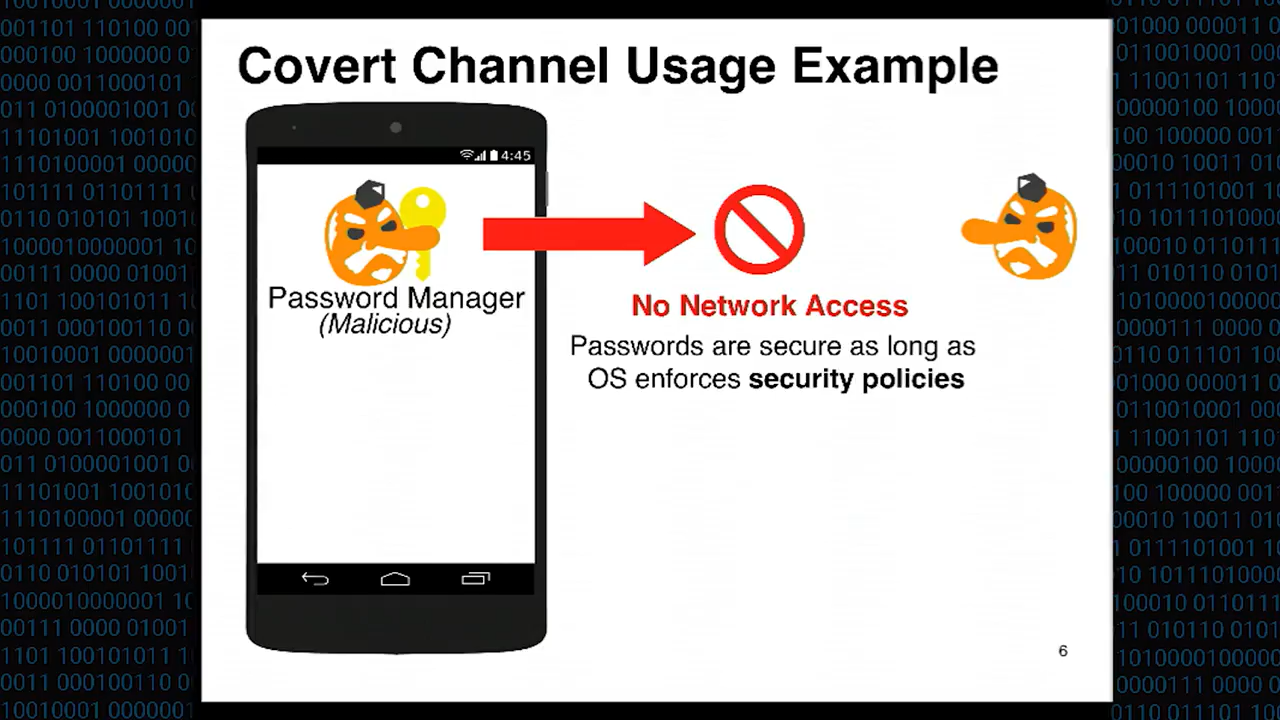 Covert Channel Usage Example
4:45
Password Manager
(Malicious)
No Network Access
Passwords are secure as long as
OS enforces security policies
6